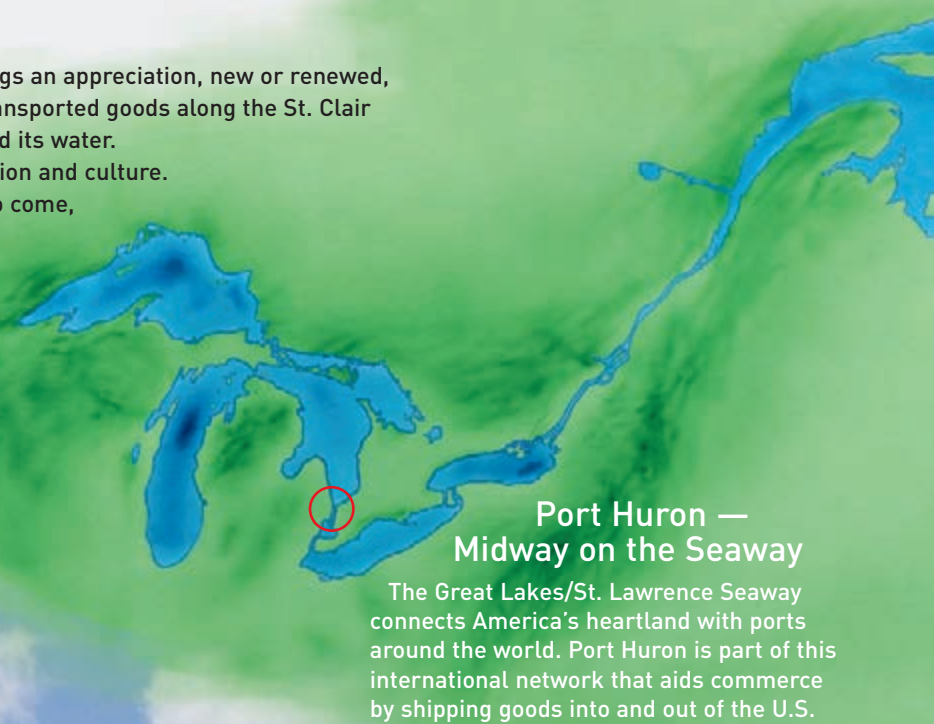 gs an appreciation, new or renewed,
ansported goods along the St. Clair
d its water.
ion and culture.
o come,
Port Huron —
Midway on the Seaway
The Great Lakes/St. Lawrence Seaway
connects America's heartland with ports
around the world. Port Huron is part of this
international network that aids commerce
by shipping goods into and out of the U.S.